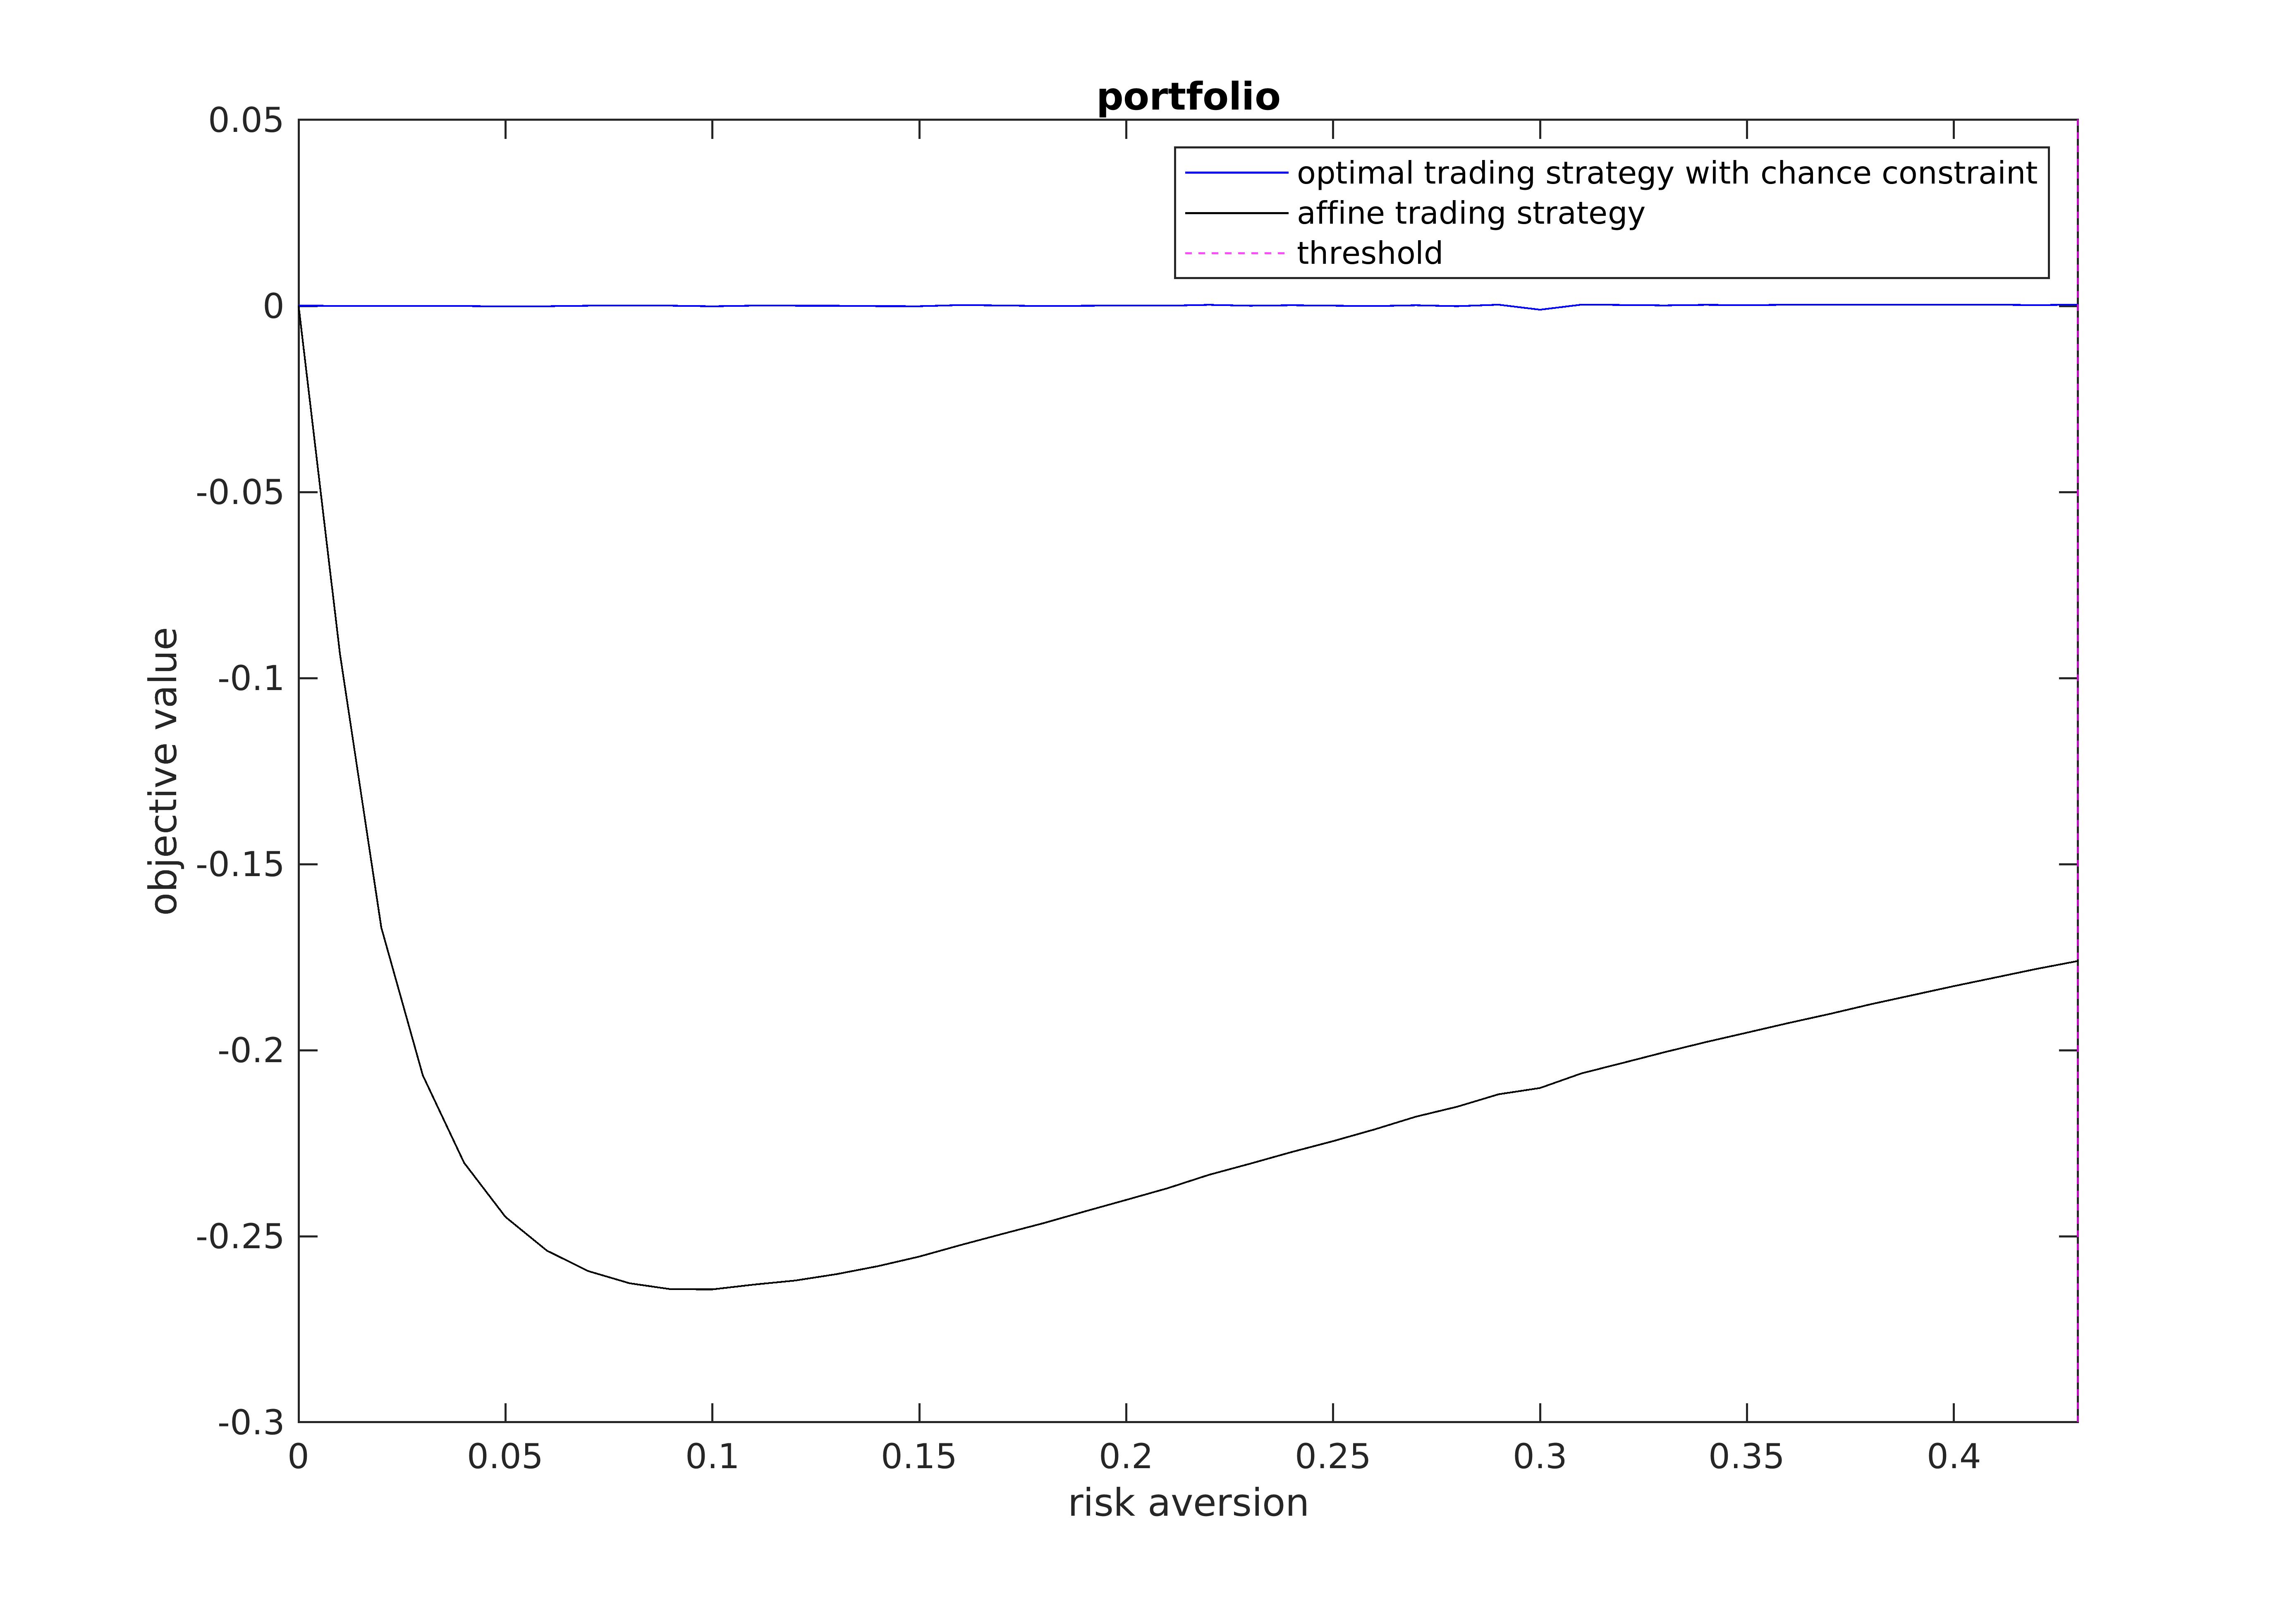 portfolio
0.05
0
-0.05
-0.1
-0.15
-0.2
-0.25
-0.3
objective value
optimal trading strategy with chance constraint
affine trading strategy
threshold
0 0.05 0.1 0.15 0.2 0.25 0.3 0.35 0.4
risk aversion